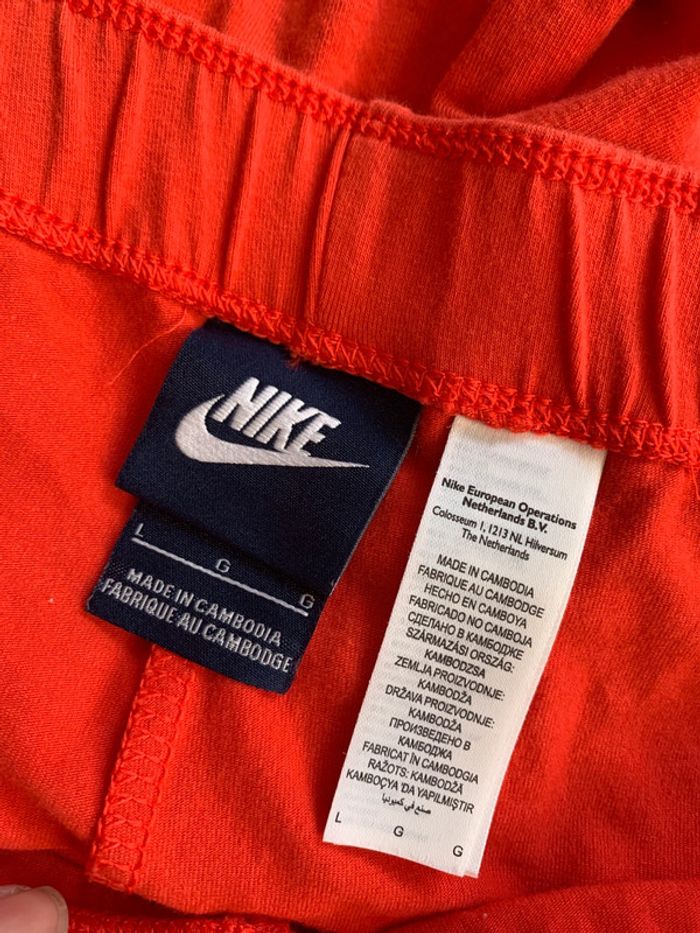 NIKE
L G G
MADE IN CAMBODIA
FABRIQUE AU CAMBODGE
Nike European Operations
Netherlands B.V.
Colosseum 1, 1213 NL Hilversum
The Netherlands
MADE IN CAMBODIA
FABRIQUE AU CAMBODGE
HECHO EN CAMBOYA
FABRICADO NO CAMBOJA
СДЕЛАНО В КАМБОДЖЕ
SZÁRMAZÁSI ORSZÁG:
KAMBODZSA
ZEMLJA PROIZVODNJE:
KAMBODŽA
DRŽAVA PROIZVODNJE:
KAMBODŽA
ПРОИЗВЕДЕНО В
КАМБОДЖА
FABRICAT ÎN CAMBODGIA
RAŽOTS: KAMBODŽA
KAMBOÇYA 'DA YAPILMIŞTIR
صنع في كمبوديا
L G G